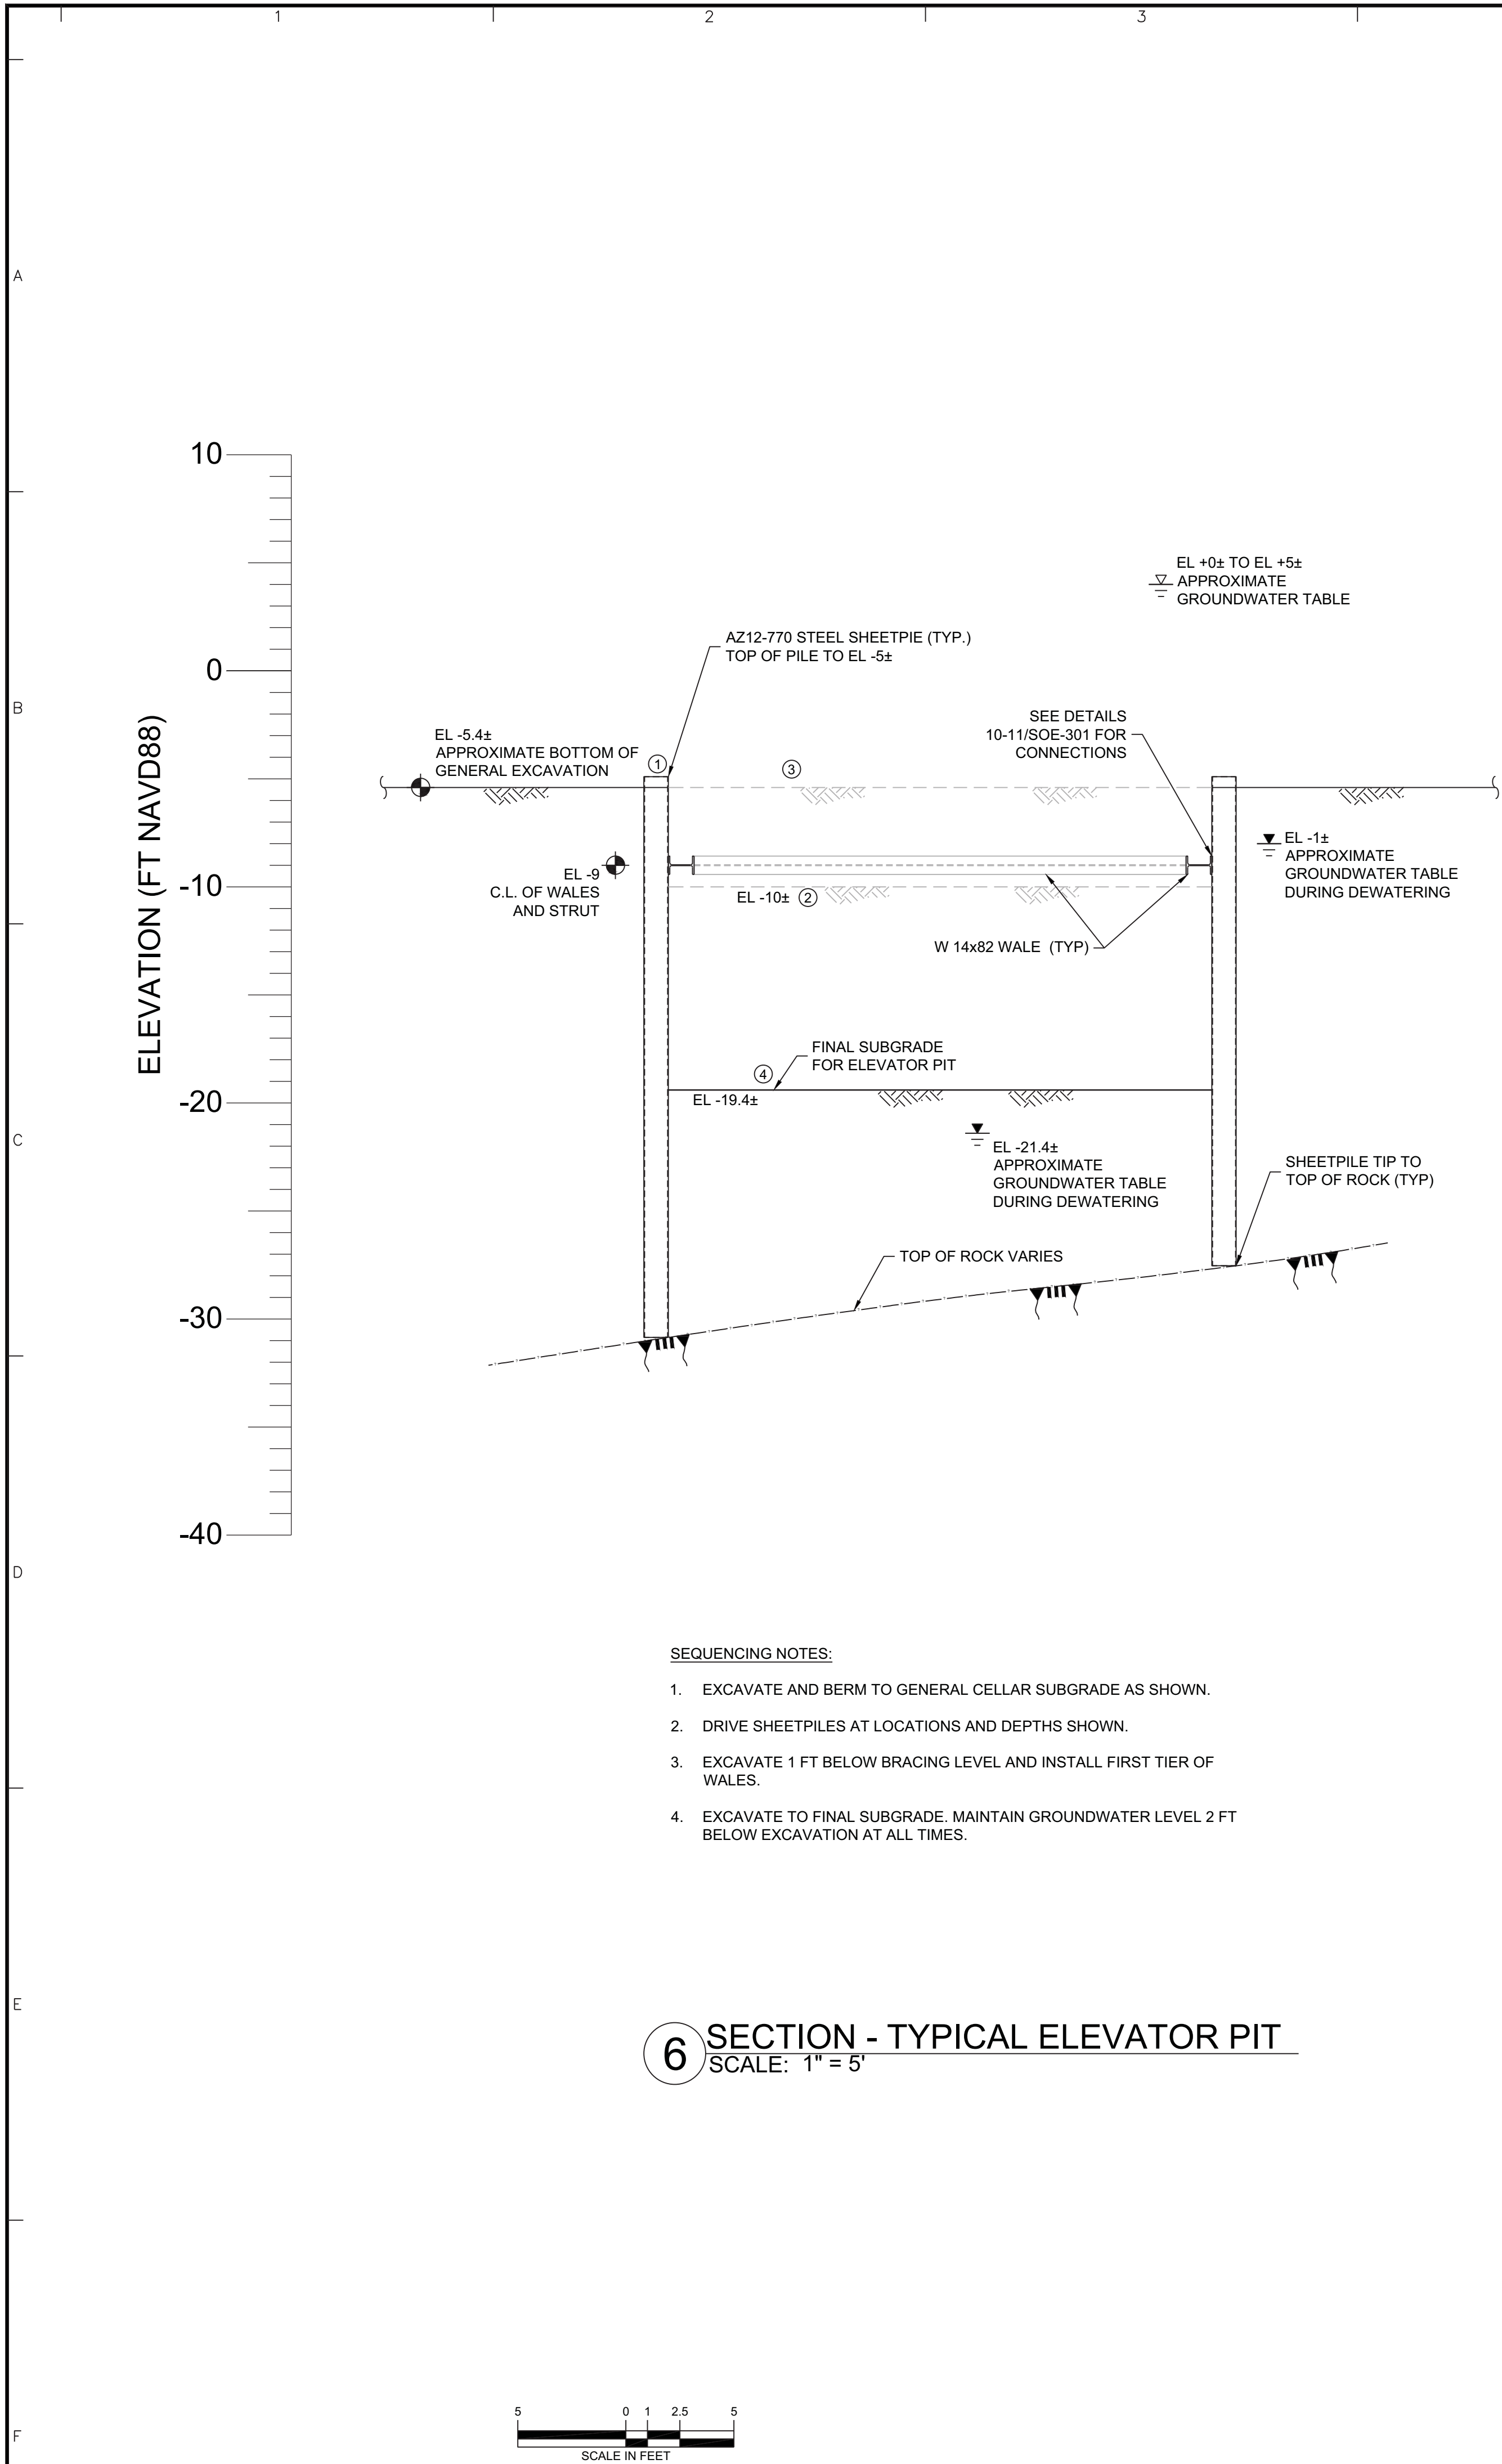 1
2
3
A
B
C
D
E
F
ELEVATION (FT NAVD88)
10
0
-10
-20
-30
-40
EL +0± TO EL +5±
APPROXIMATE
GROUNDWATER TABLE
AZ12-770 STEEL SHEETPIE (TYP.)
TOP OF PILE TO EL -5±
SEE DETAILS
10-11/SOE-301 FOR
CONNECTIONS
EL -5.4±
APPROXIMATE BOTTOM OF
GENERAL EXCAVATION
1
3
EL -1±
APPROXIMATE
GROUNDWATER TABLE
DURING DEWATERING
EL -9
C.L. OF WALES
AND STRUT
EL -10± 2
W 14x82 WALE (TYP)
FINAL SUBGRADE
FOR ELEVATOR PIT
4
EL -19.4±
EL -21.4±
APPROXIMATE
GROUNDWATER TABLE
DURING DEWATERING
SHEETPILE TIP TO
TOP OF ROCK (TYP)
TOP OF ROCK VARIES
SEQUENCING NOTES:
1. EXCAVATE AND BERM TO GENERAL CELLAR SUBGRADE AS SHOWN.
2. DRIVE SHEETPILES AT LOCATIONS AND DEPTHS SHOWN.
3. EXCAVATE 1 FT BELOW BRACING LEVEL AND INSTALL FIRST TIER OF
WALES.
4. EXCAVATE TO FINAL SUBGRADE. MAINTAIN GROUNDWATER LEVEL 2 FT
BELOW EXCAVATION AT ALL TIMES.
6 SECTION - TYPICAL ELEVATOR PIT
SCALE: 1" = 5'
5 0 1 2.5 5
SCALE IN FEET